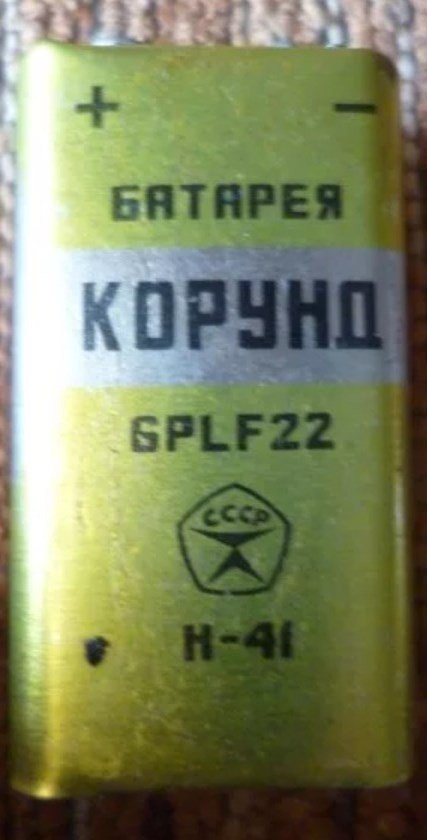 + −
БАТАРЕЯ
КОРУНД
6PLF22
СССР
Н-41